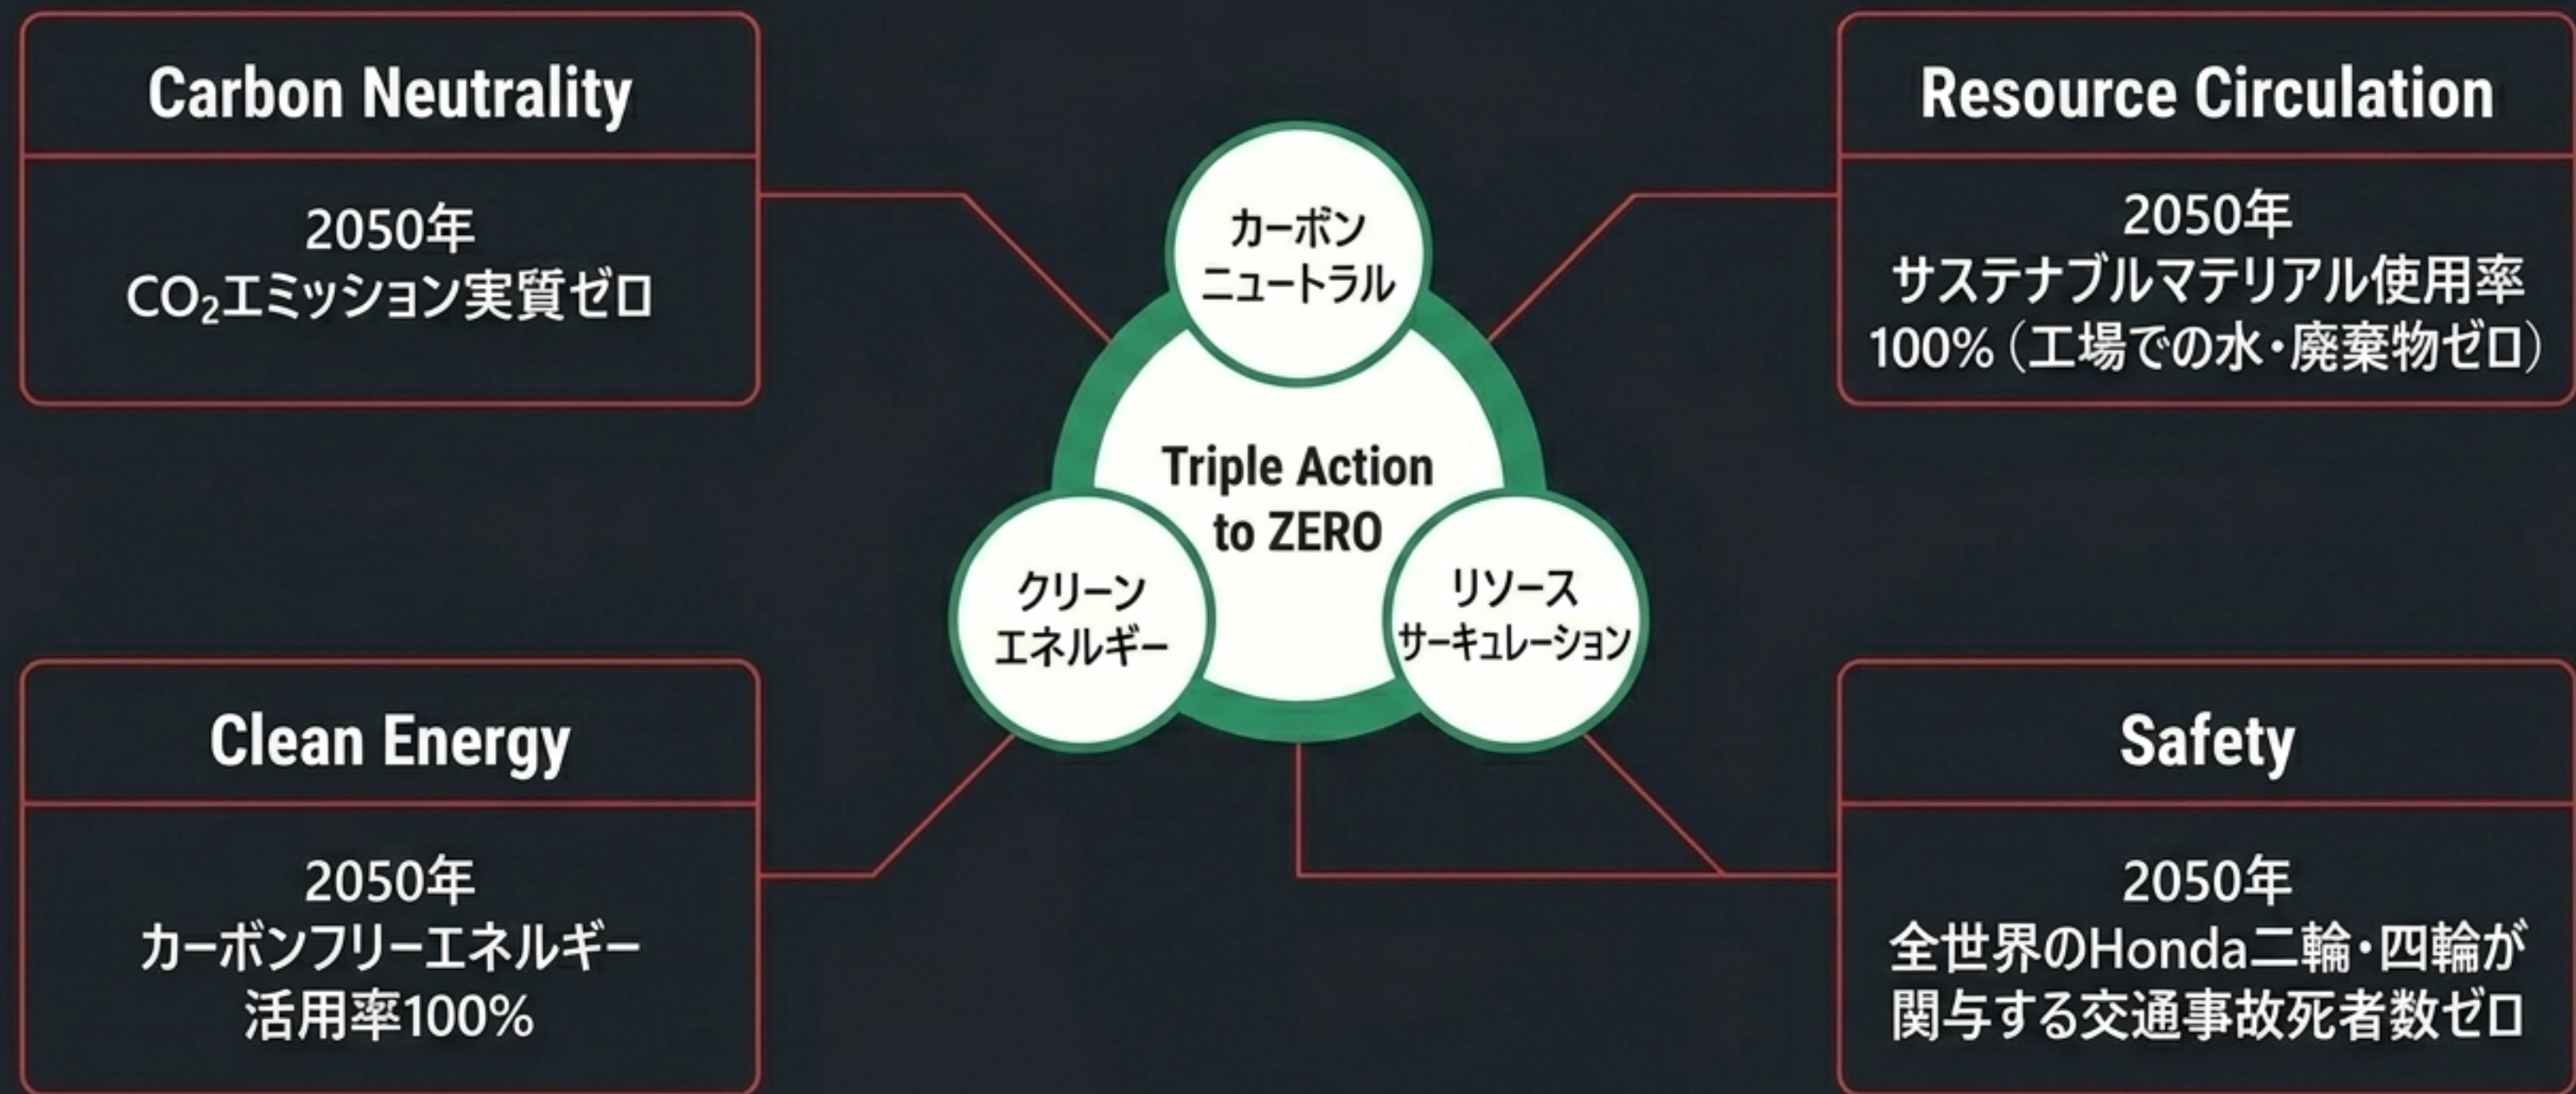 Carbon Neutrality
2050年
CO₂エミッション実質ゼロ
Resource Circulation
2050年
サステナブルマテリアル使用率
100%（工場での水・廃棄物ゼロ）
カーボン
ニュートラル
Triple Action
to ZERO
クリーン
エネルギー
リソース
サーキュレーション
Clean Energy
2050年
カーボンフリーエネルギー
活用率100%
Safety
2050年
全世界のHonda二輪・四輪が
関与する交通事故死者数ゼロ